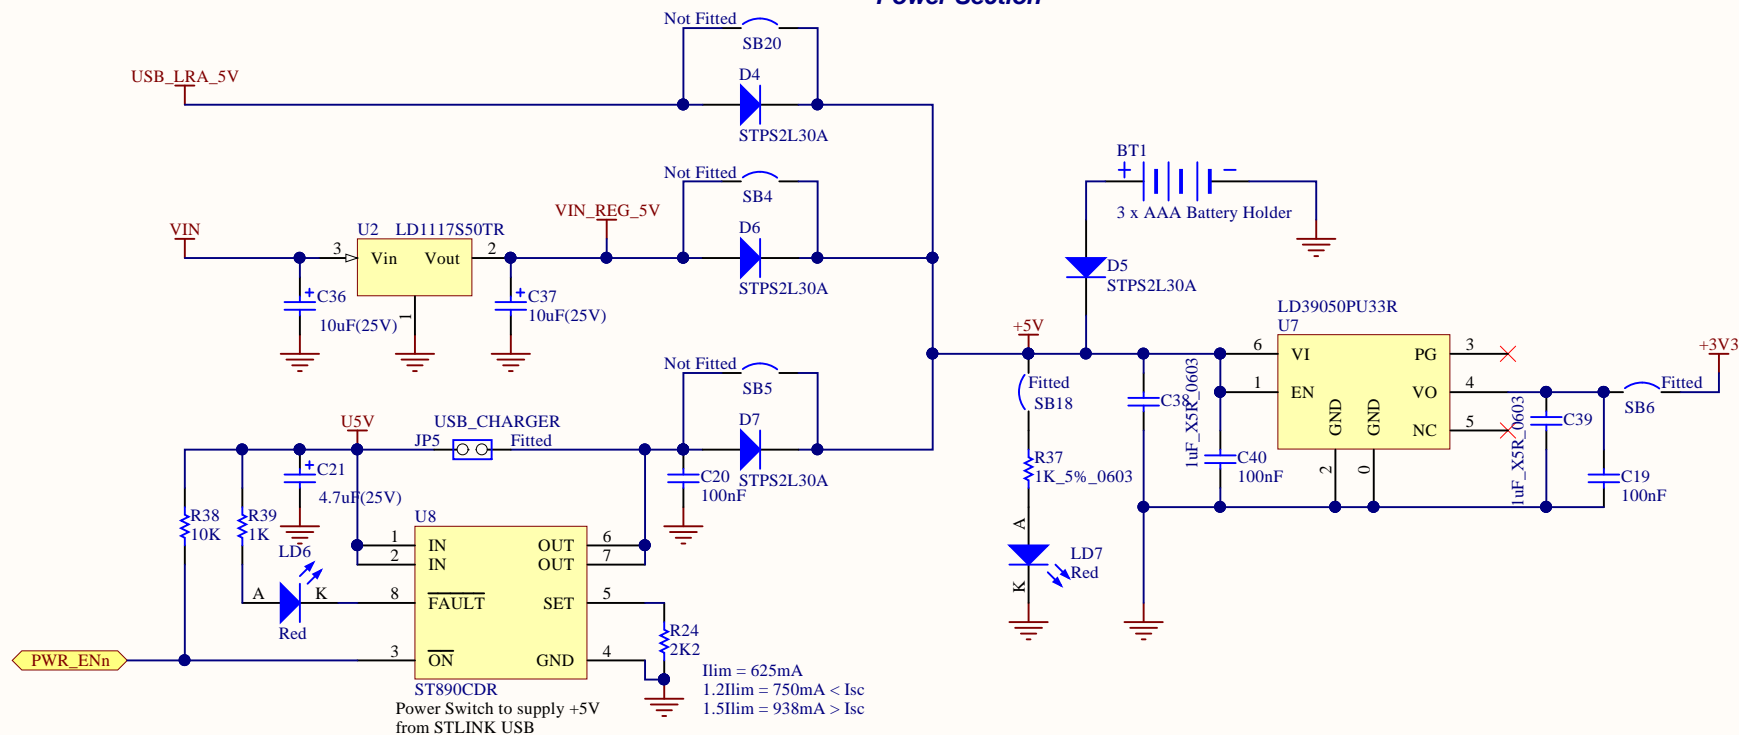 Power Section
Not Fitted
SB20
USB_LRA_5V
D4
STPS2L30A
BT1
+ −
3 x AAA Battery Holder
Not Fitted
SB4
VIN_REG_5V
VIN
U2 LD1117S50TR
D6
3 Vin Vout 2
1
STPS2L30A
+ C36
10uF(25V)
+ C37
10uF(25V)
D5
STPS2L30A
LD39050PU33R
U7
+5V
6 VI PG 3
1 EN VO 4
NC 5
GND GND
2 0
+3V3
Fitted
SB6
Not Fitted
SB5
Fitted
SB18
C38
1uF_X5R_0603
C39
1uF_X5R_0603
U5V
USB_CHARGER
JP5 Fitted
D7
STPS2L30A
+ C21
4.7uF(25V)
C20
100nF
R37
1K_5%_0603
C40
100nF
C19
100nF
R38
10K
R39
1K
LD6
A K
Red
U8
1 IN OUT 6
2 IN OUT 7
8 FAULT SET 5
3 ON GND 4
ST890CDR
Power Switch to supply +5V
from STLINK USB
PWR_ENn
R24
2K2
Ilim = 625mA
1.2Ilim = 750mA < Isc
1.5Ilim = 938mA > Isc
A
LD7
Red
K